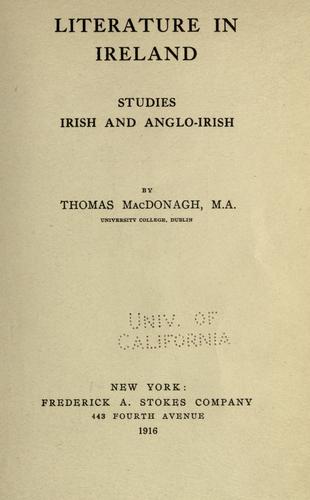 LITERATURE IN
IRELAND
STUDIES
IRISH AND ANGLO-IRISH
BY
THOMAS MacDONAGH, M.A.
UNIVERSITY COLLEGE, DUBLIN
UNIV. OF
CALIFORNIA
NEW YORK:
FREDERICK A. STOKES COMPANY
443 FOURTH AVENUE
1916